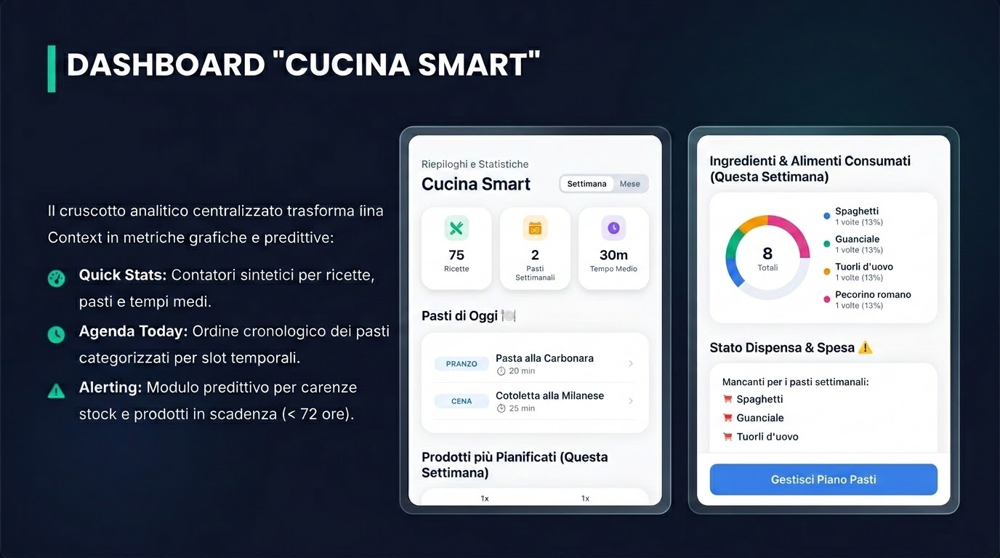 DASHBOARD "CUCINA SMART"
Il cruscotto analitico centralizzato trasforma lina
Context in metriche grafiche e predittive:
Quick Stats: Contatori sintetici per ricette,
pasti e tempi medi.
Agenda Today: Ordine cronologico dei pasti
categorizzati per slot temporali.
Alerting: Modulo predittivo per carenze
stock e prodotti in scadenza (< 72 ore).
Riepiloghi e Statistiche
Cucina Smart
Settimana Mese
75
Ricette
2
Pasti
Settimanali
30m
Tempo Medio
Pasti di Oggi
PRANZO
Pasta alla Carbonara
20 min
CENA
Cotoletta alla Milanese
25 min
Prodotti più Pianificati (Questa
Settimana)
1x 1x
Ingredienti & Alimenti Consumati
(Questa Settimana)
8
Totali
Spaghetti
1 voite (13%)
Guanciale
1 volte (13%)
Tuorli d'uovo
1 volte (13%)
Pecorino romano
1 volte (13%)
Stato Dispensa & Spesa
Mancanti per i pasti settimanali:
Spaghetti
Guanciale
Tuorli d'uovo
Gestisci Piano Pasti